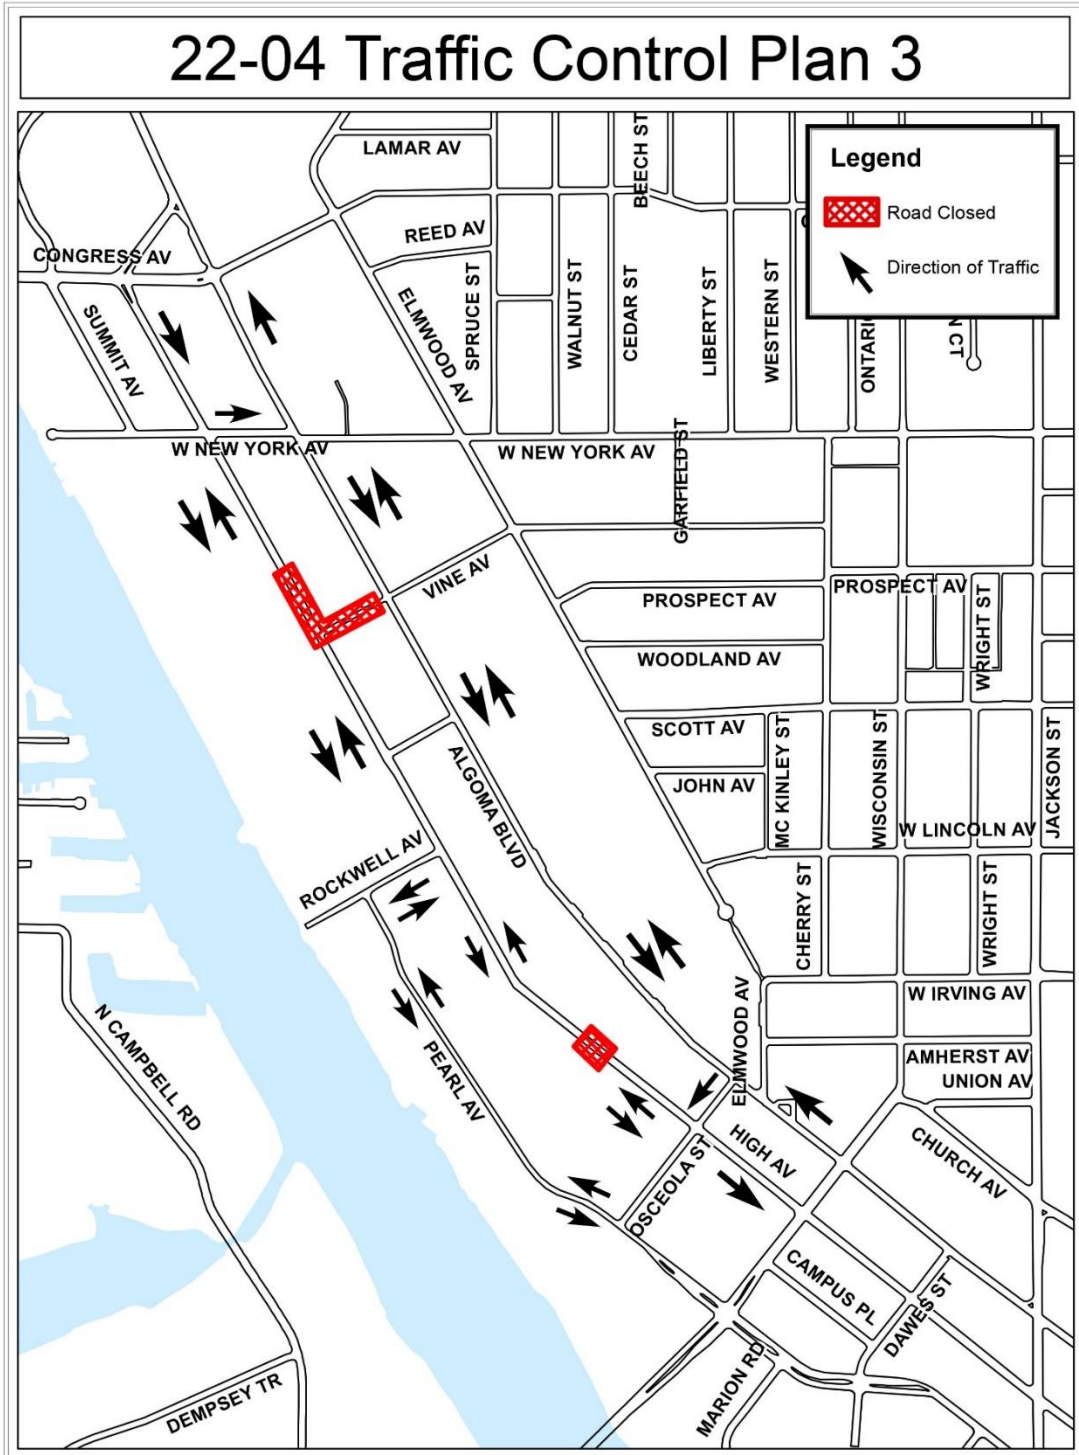 22-04 Traffic Control Plan 3
LAMAR AV
BEECH ST
Legend
Road Closed
Direction of Traffic
REED AV
CONGRESS AV
SUMMIT AV
ELMWOOD AV
SPRUCE ST
WALNUT ST
CEDAR ST
LIBERTY ST
WESTERN ST
ONTARI
N CT
W NEW YORK AV
W NEW YORK AV
GARFIELD ST
VINE AV
PROSPECT AV
PROSPECT AV
WRIGHT ST
WOODLAND AV
SCOTT AV
MC KINLEY ST
WISCONSIN ST
JACKSON ST
JOHN AV
ALGOMA BLVD
W LINCOLN AV
ROCKWELL AV
CHERRY ST
WRIGHT ST
W IRVING AV
N CAMPBELL RD
PEARL AV
ELMWOOD AV
AMHERST AV
UNION AV
HIGH AV
CHURCH AV
OSCEOLA ST
CAMPUS PL
DAWES ST
MARION RD
DEMPSEY TR